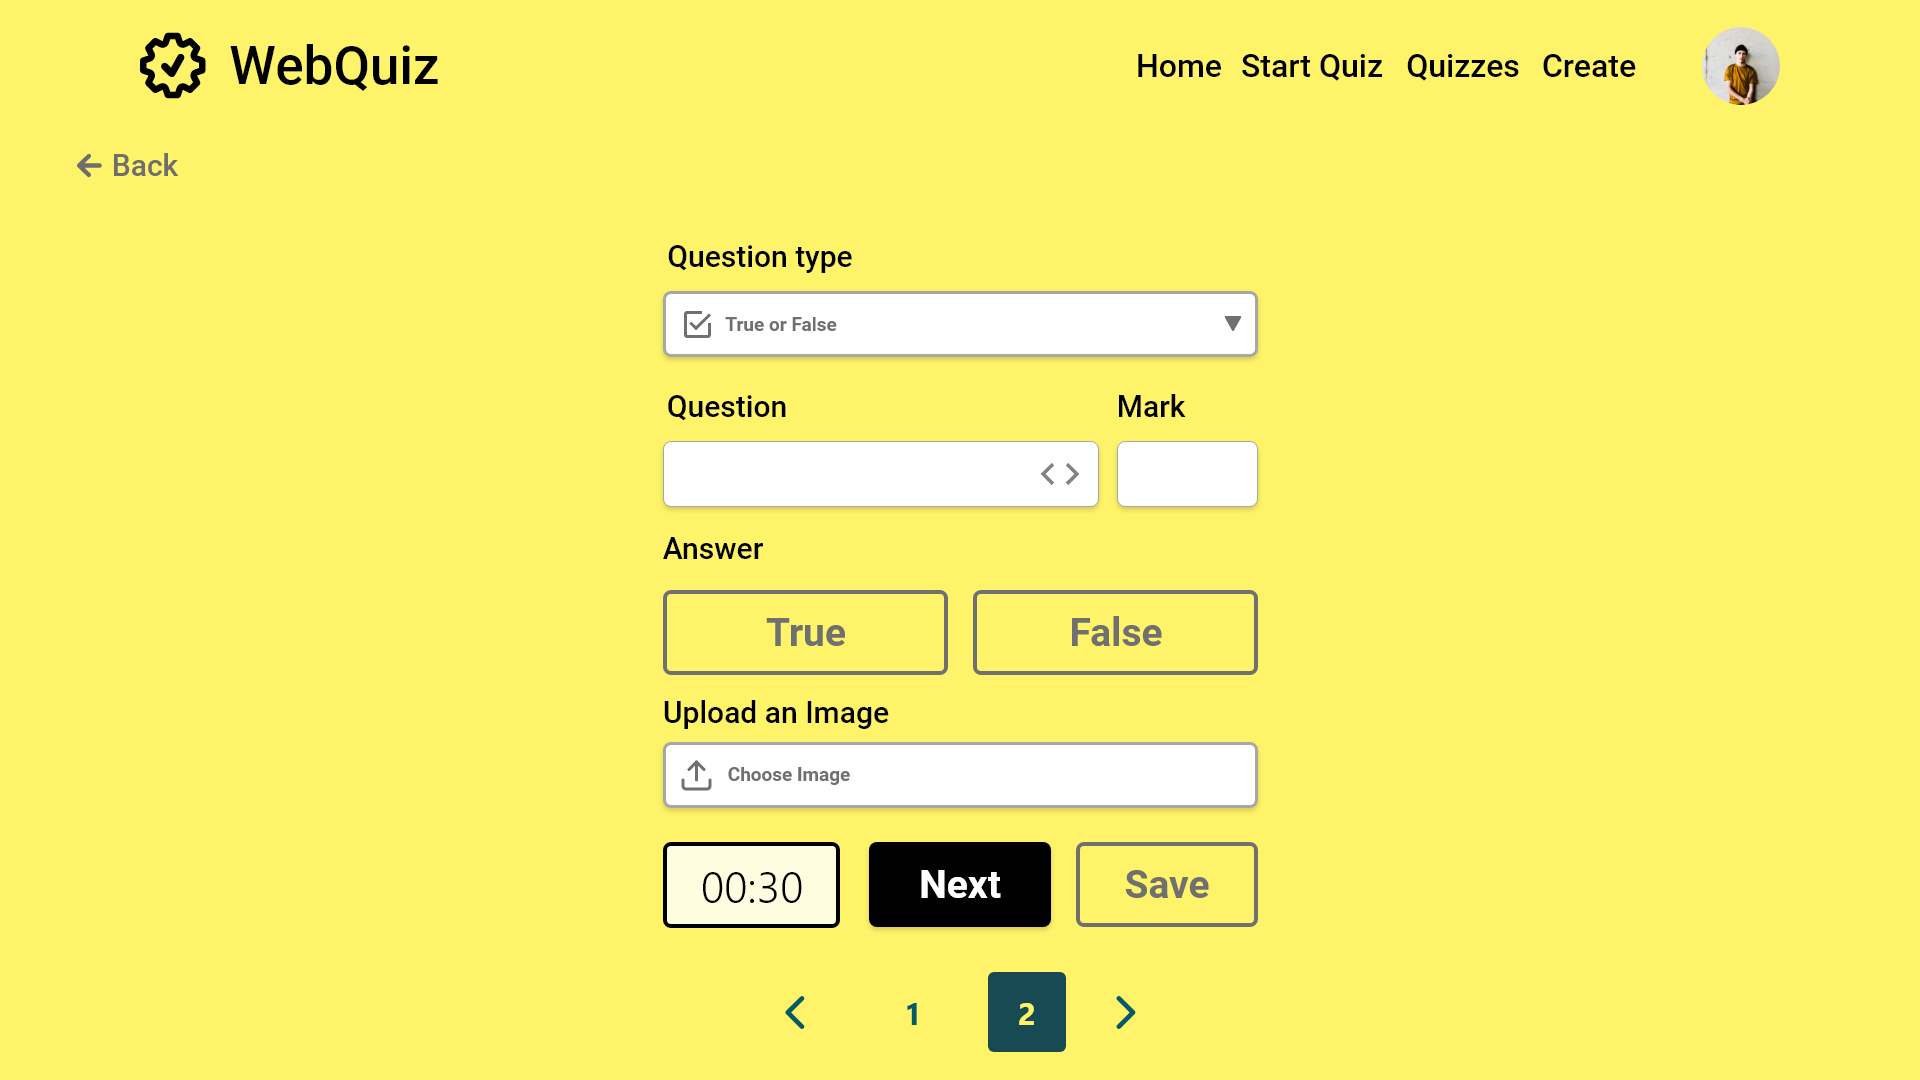 WebQuiz
Home Start Quiz Quizzes Create
Back
Question type
True or False
Question Mark
Answer
True False
Upload an Image
Choose Image
00:30 Next Save
1 2